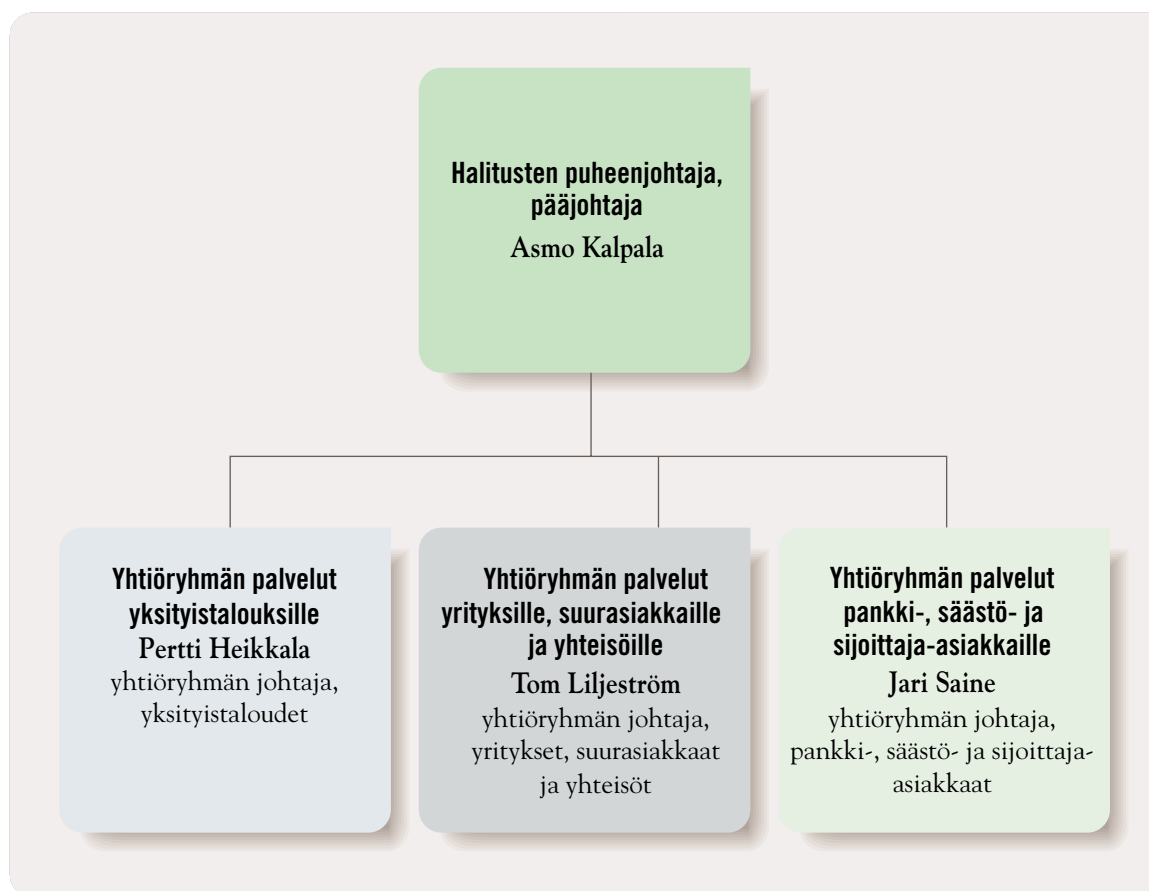 Halitusten puheenjohtaja,
pääjohtaja
Asmo Kalpala
Yhtiöryhmän palvelut
yksityistalouksille
Pertti Heikkala
yhtiöryhmän johtaja,
yksityistaloudet
Yhtiöryhmän palvelut
yrityksille, suurasiakkaille
ja yhteisöille
Tom Liljeström
yhtiöryhmän johtaja,
yritykset, suurasiakkaat
ja yhteisöt
Yhtiöryhmän palvelut
pankki-, säästö- ja
sijoittaja-asiakkaille
Jari Saine
yhtiöryhmän johtaja,
pankki-, säästö- ja sijoittaja-
asiakkaat